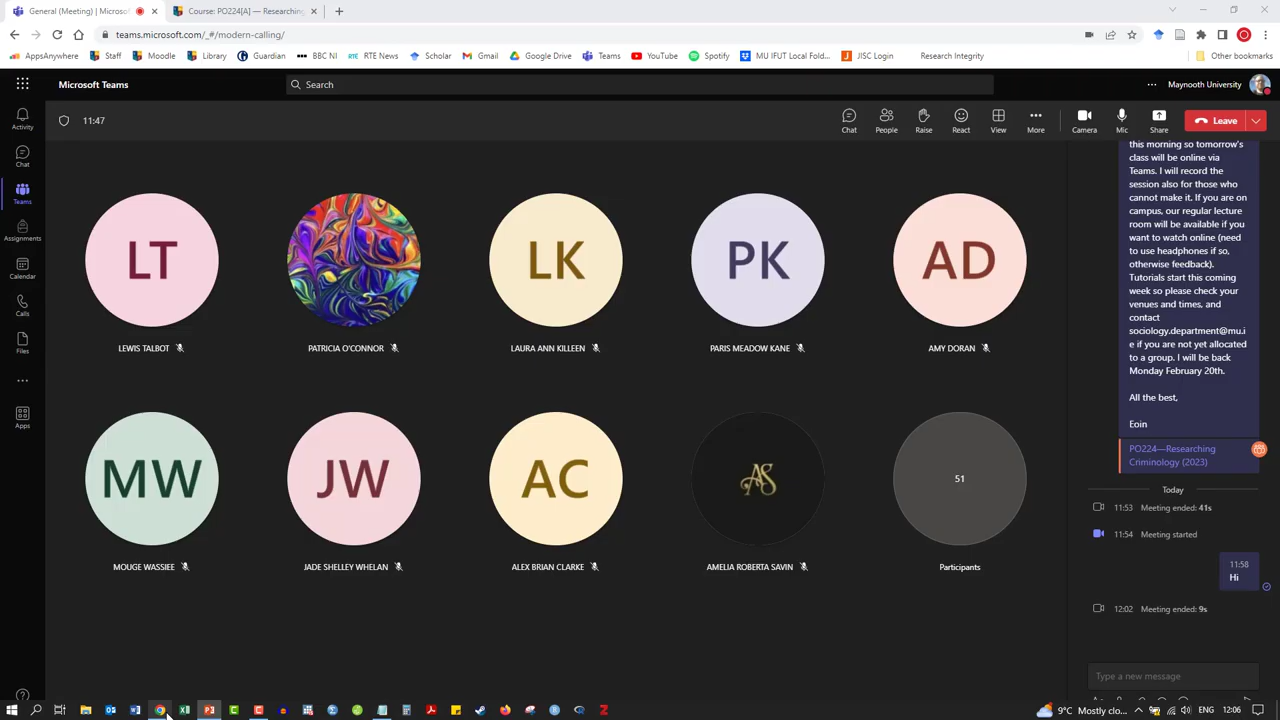 General (Meeting) | Microso
Course: PO224[A] — Researching
teams.microsoft.com/_#/modern-calling/
AppsAnywhere
Staff
Moodle
Library
Guardian
BBC NI
RTE News
Scholar
Gmail
Google Drive
Teams
YouTube
Spotify
MU IFUT Local Fold...
JISC Login
Research Integrity
Other bookmarks
Microsoft Teams
Search
Maynooth University
11:47
Chat
People
Raise
React
View
More
Camera
Mic
Share
Leave
Activity
Chat
Teams
Assignments
Calendar
Calls
Files
Apps
LT
LK
PK
AD
LEWIS TALBOT
PATRICIA O'CONNOR
LAURA ANN KILLEEN
PARIS MEADOW KANE
AMY DORAN
MW
JW
AC
AS
51
MOUGE WASSIEE
JADE SHELLEY WHELAN
ALEX BRIAN CLARKE
AMELIA ROBERTA SAVIN
Participants
this morning so tomorrow's
class will be online via
Teams. I will record the
session also for those who
cannot make it. If you are on
campus, our regular lecture
room will be available if you
want to watch online (need
to use headphones if so,
otherwise feedback).
Tutorials start this coming
week so please check your
venues and times, and
contact
sociology.department@mu.i
e if you are not yet allocated
to a group. I will be back
Monday February 20th.
All the best,
Eoin
PO224—Researching
Criminology (2023)
Today
11:53 Meeting ended: 41s
11:54 Meeting started
11:58
Hi
12:02 Meeting ended: 9s
Type a new message
9°C Mostly clo...
ENG
12:06